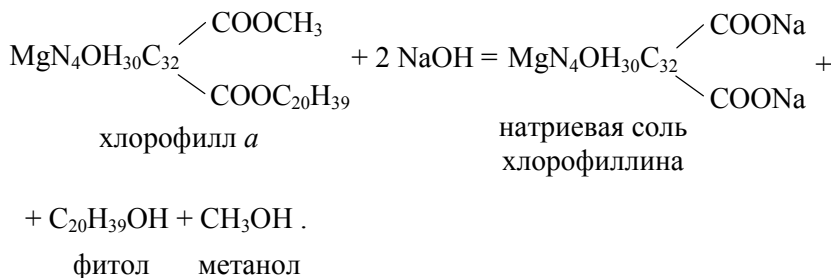 COOCH₃ COONa
MgN₄OH₃₀C₃₂ + 2 NaOH = MgN₄OH₃₀C₃₂ +
COOC₂₀H₃₉ COONa
хлорофилл a натриевая соль
хлорофиллина
+ C₂₀H₃₉OH + CH₃OH .
фитол метанол